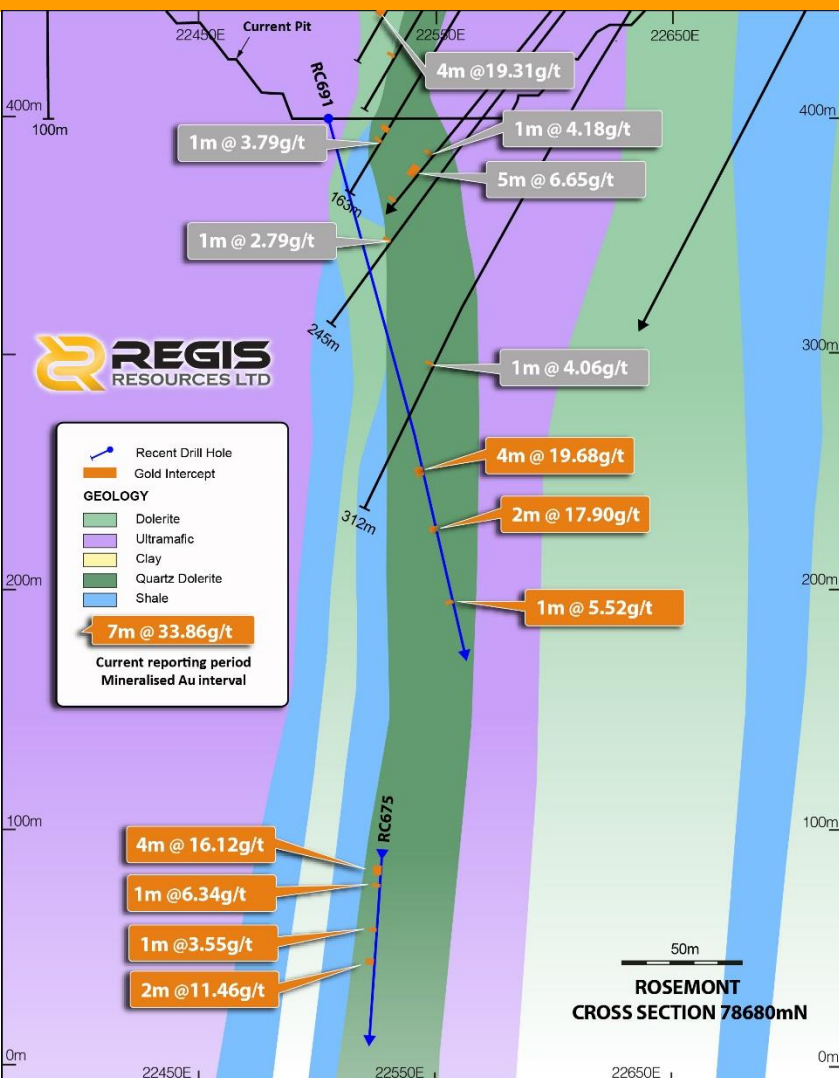 22450E
22550E
22650E
Current Pit
RC691
4m @19.31g/t
400m
400m
100m
1m @ 3.79g/t
1m @ 4.18g/t
5m @ 6.65g/t
163m
1m @ 2.79g/t
245m
300m
REGIS
RESOURCES LTD
1m @ 4.06g/t
Recent Drill Hole
Gold Intercept
GEOLOGY
Dolerite
Ultramafic
Clay
Quartz Dolerite
Shale
7m @ 33.86g/t
Current reporting period
Mineralised Au interval
4m @ 19.68g/t
312m
2m @ 17.90g/t
200m
200m
1m @ 5.52g/t
100m
100m
RC675
4m @ 16.12g/t
1m @6.34g/t
1m @3.55g/t
2m @11.46g/t
50m
ROSEMONT
CROSS SECTION 78680mN
0m
0m
22450E
22550E
22650E